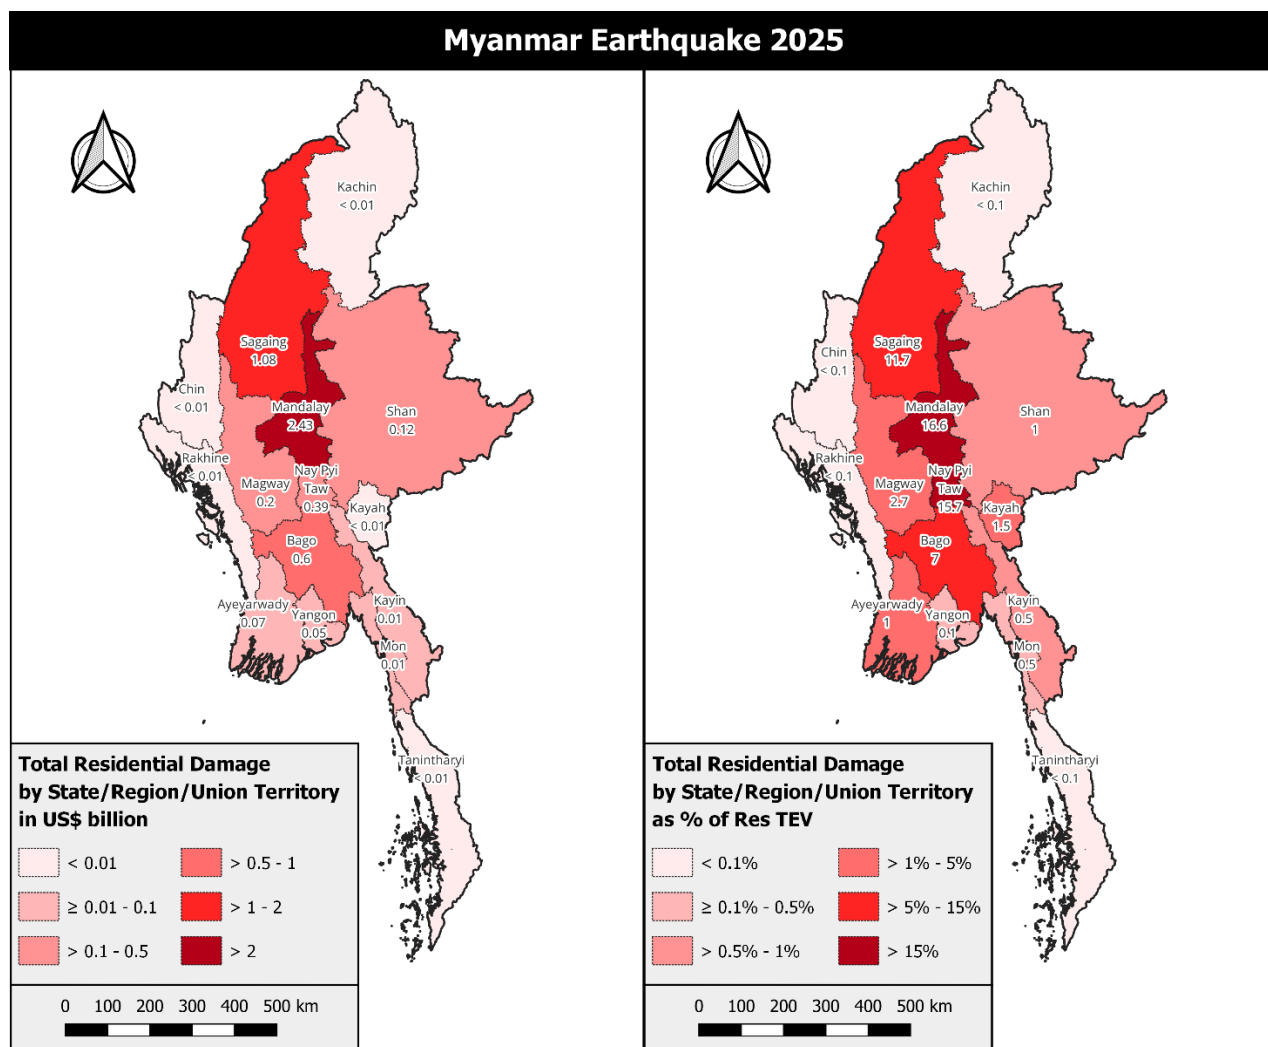 Myanmar Earthquake 2025
Kachin
< 0.01
Sagaing
1.08
Chin
< 0.01
Mandalay
2.43
Shan
0.12
Rakhine
< 0.01
Magway
0.2
Nay Pyi
Taw
0.39
Kayah
< 0.01
Bago
0.6
Ayeyarwady
0.07
Yangon
0.05
Kayin
0.01
Mon
0.01
Tanintharyi
< 0.01
Total Residential Damage
by State/Region/Union Territory
in US$ billion
< 0.01
≥ 0.01 - 0.1
> 0.1 - 0.5
> 0.5 - 1
> 1 - 2
> 2
0 100 200 300 400 500 km
Kachin
< 0.1
Sagaing
11.7
Chin
< 0.1
Mandalay
16.6
Shan
1
Rakhine
< 0.1
Magway
2.7
Nay Pyi
Taw
15.7
Kayah
1.5
Bago
7
Ayeyarwady
1
Yangon
0.1
Kayin
0.5
Mon
0.5
Tanintharyi
< 0.1
Total Residential Damage
by State/Region/Union Territory
as % of Res TEV
< 0.1%
≥ 0.1% - 0.5%
> 0.5% - 1%
> 1% - 5%
> 5% - 15%
> 15%
0 100 200 300 400 500 km